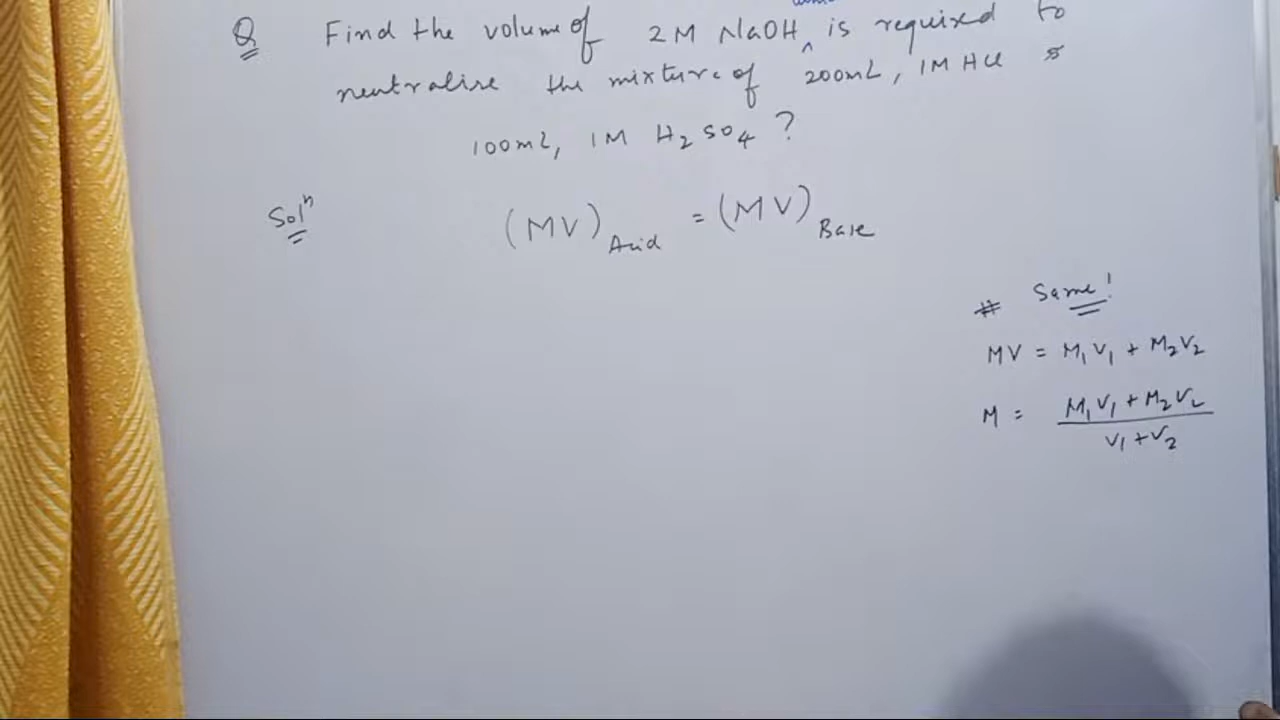 Q Find the volume of 2M NaOH is required to
neutralise the mixture of 200mL, 1M HCl &
100mL, 1M H₂SO₄ ?
Solⁿ (MV)Acid = (MV)Base
# Same!
MV = M₁V₁ + M₂V₂
M = M₁V₁ + M₂V₂
V₁ + V₂